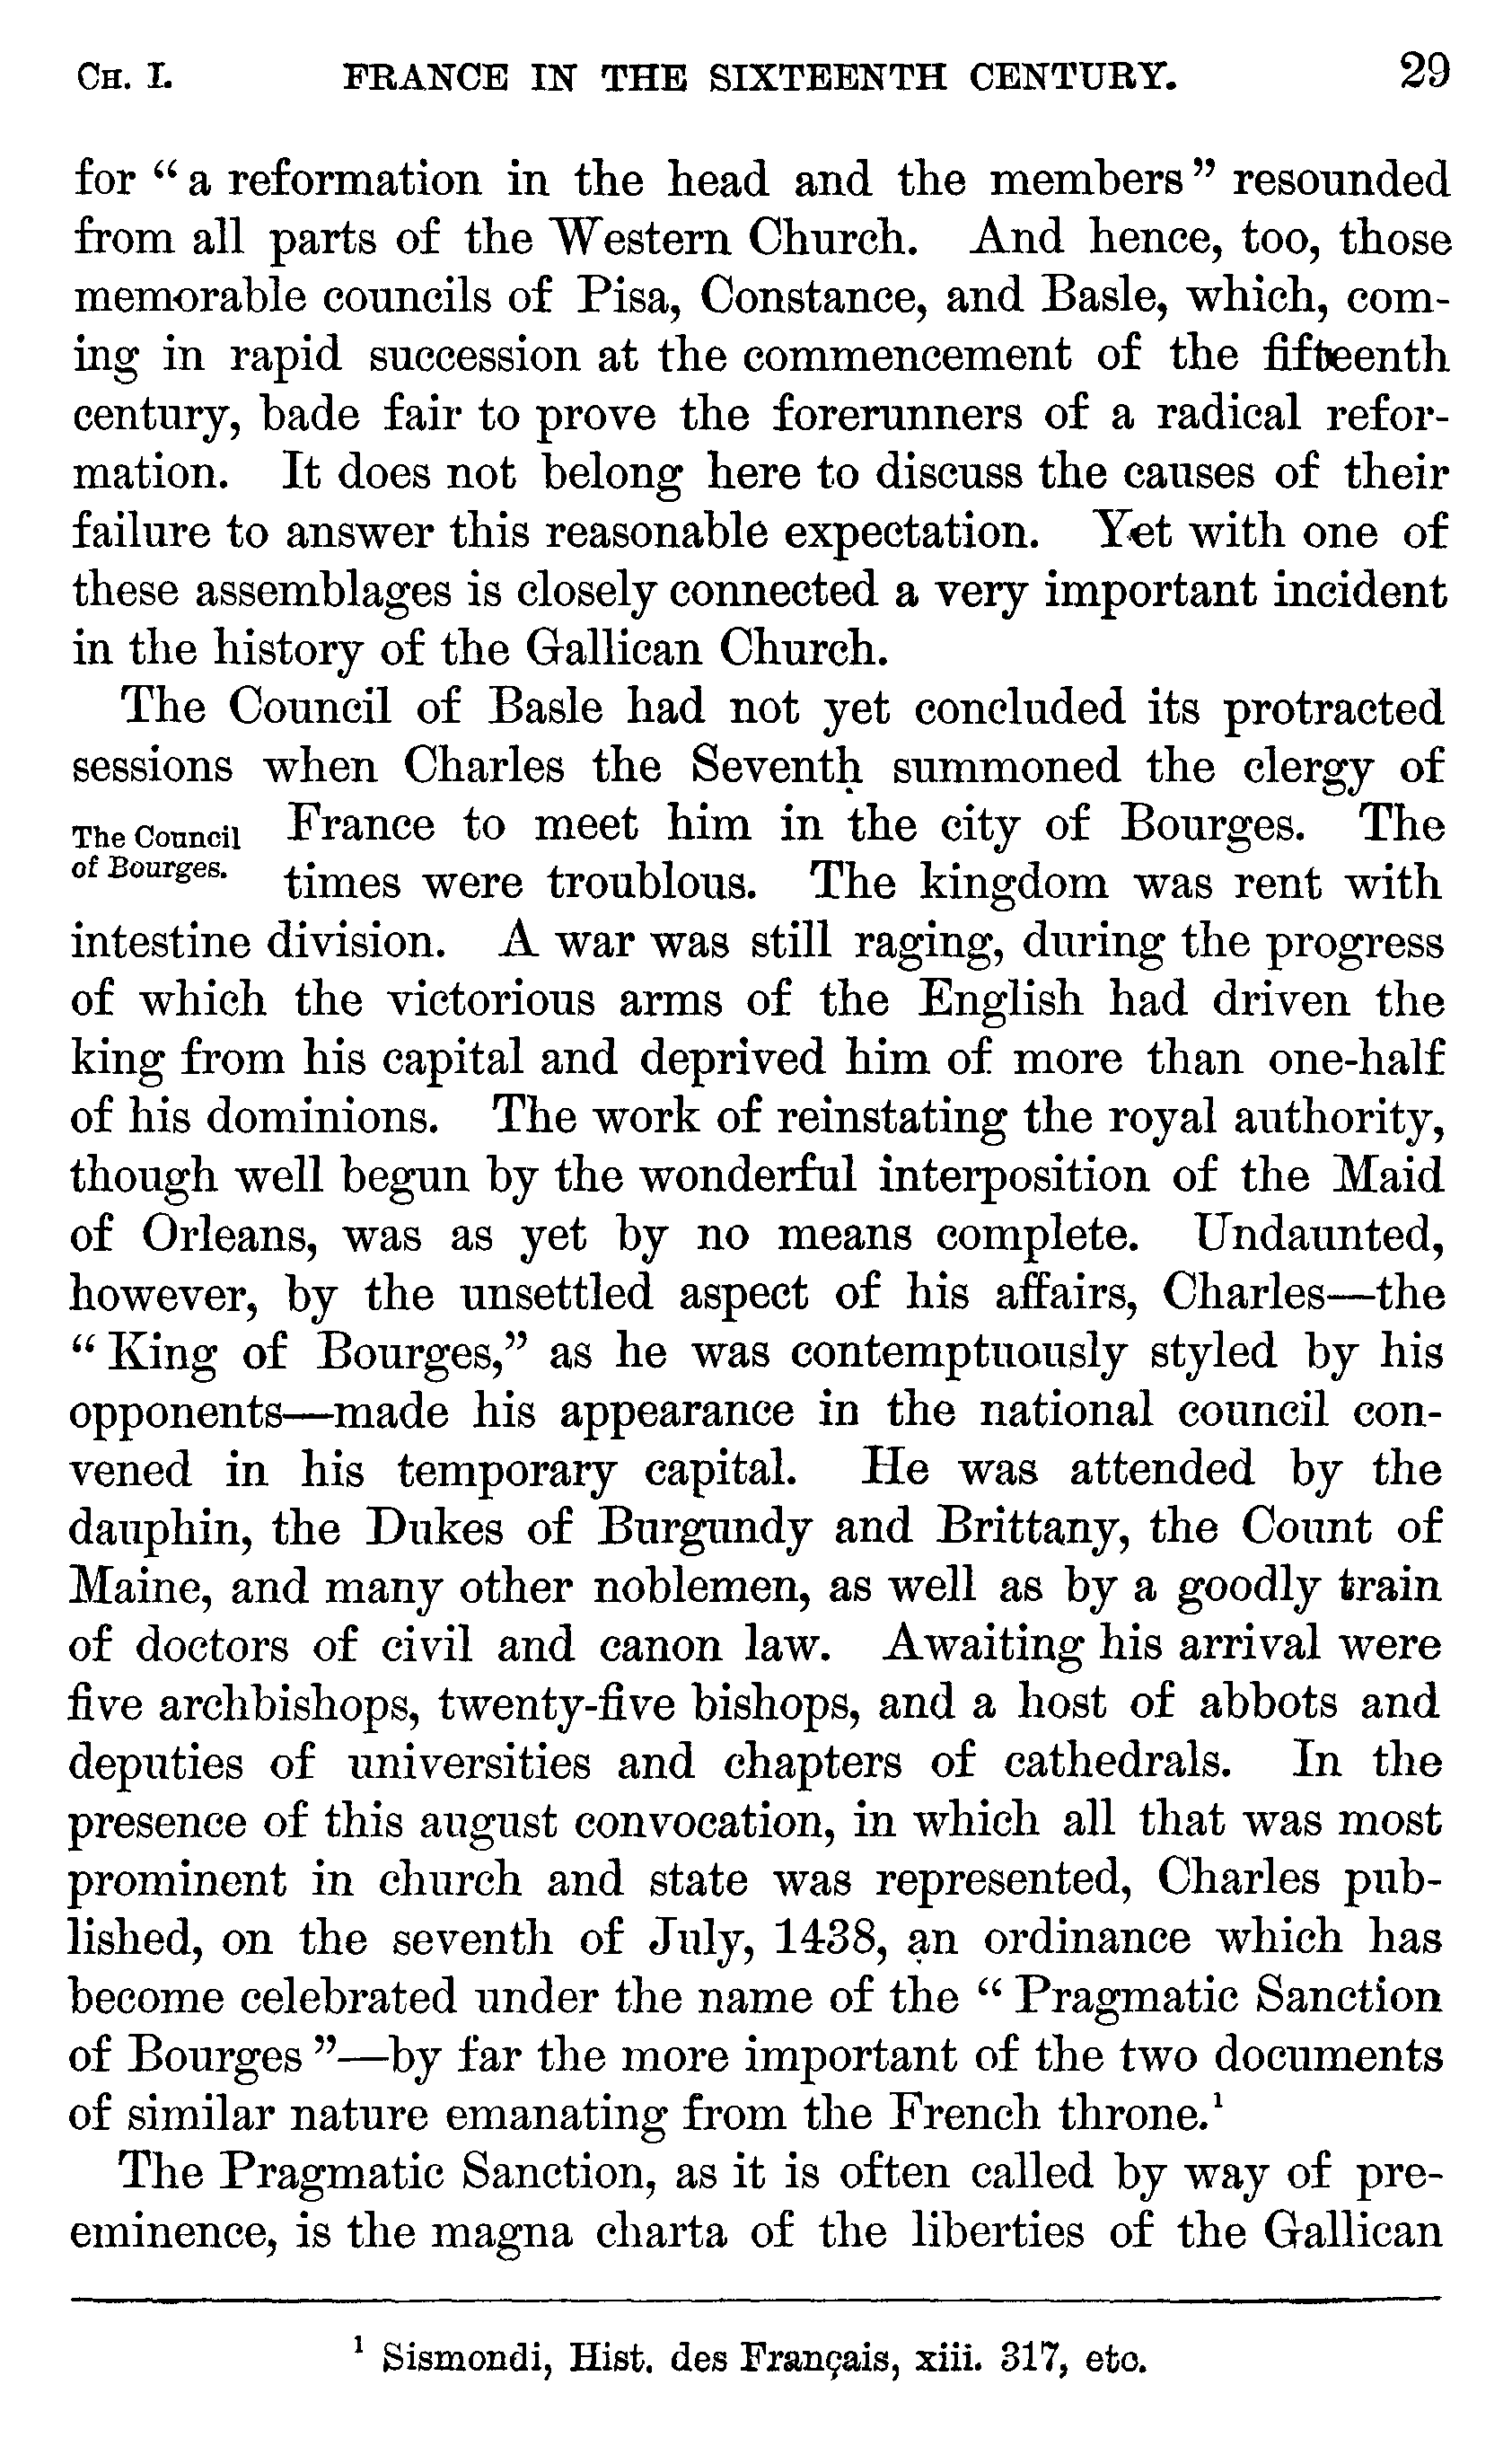 CH. I. FRANCE IN THE SIXTEENTH CENTURY. 29
for “a reformation in the head and the members” resounded
from all parts of the Western Church. And hence, too, those
memorable councils of Pisa, Constance, and Basle, which, com-
ing in rapid succession at the commencement of the fifteenth
century, bade fair to prove the forerunners of a radical refor-
mation. It does not belong here to discuss the causes of their
failure to answer this reasonable expectation. Yet with one of
these assemblages is closely connected a very important incident
in the history of the Gallican Church.
The Council of Basle had not yet concluded its protracted
sessions when Charles the Seventh summoned the clergy of
The Council
of Bourges.
France to meet him in the city of Bourges. The
times were troublous. The kingdom was rent with
intestine division. A war was still raging, during the progress
of which the victorious arms of the English had driven the
king from his capital and deprived him of more than one-half
of his dominions. The work of reinstating the royal authority,
though well begun by the wonderful interposition of the Maid
of Orleans, was as yet by no means complete. Undaunted,
however, by the unsettled aspect of his affairs, Charles—the
“King of Bourges,” as he was contemptuously styled by his
opponents—made his appearance in the national council con-
vened in his temporary capital. He was attended by the
dauphin, the Dukes of Burgundy and Brittany, the Count of
Maine, and many other noblemen, as well as by a goodly train
of doctors of civil and canon law. Awaiting his arrival were
five archbishops, twenty-five bishops, and a host of abbots and
deputies of universities and chapters of cathedrals. In the
presence of this august convocation, in which all that was most
prominent in church and state was represented, Charles pub-
lished, on the seventh of July, 1438, an ordinance which has
become celebrated under the name of the “Pragmatic Sanction
of Bourges”—by far the more important of the two documents
of similar nature emanating from the French throne.¹
The Pragmatic Sanction, as it is often called by way of pre-
eminence, is the magna charta of the liberties of the Gallican
¹ Sismondi, Hist. des Français, xiii. 317, etc.